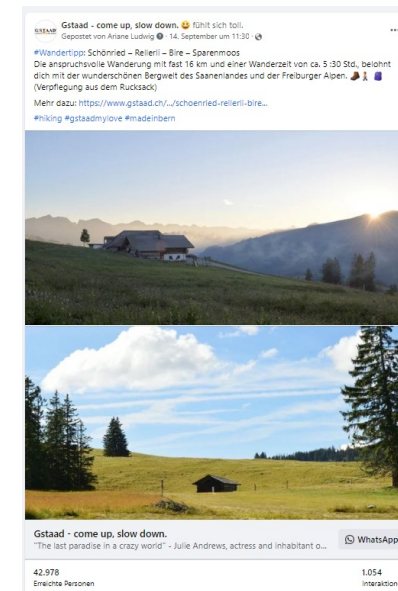 GSTAAD
Gstaad - come up, slow down. 😀 fühlt sich toll.
Gepostet von Ariane Ludwig · 14. September um 11:30 ·
#Wandertipp: Schönried – Rellerli – Bire – Sparenmoos
Die anspruchsvolle Wanderung mit fast 16 km und einer Wanderzeit von ca. 5 :30 Std., belohnt
dich mit der wunderschönen Bergwelt des Saanenlandes und der Freiburger Alpen. 🥾🚶🎒
(Verpflegung aus dem Rucksack)
Mehr dazu: https://www.gstaad.ch/.../schoenried-rellerli-bire...
#hiking #gstaadmylove #madeinbern
Gstaad - come up, slow down.
"The last paradise in a crazy world" - Julie Andrews, actress and inhabitant o...
WhatsApp
42.978
Erreichte Personen
1.054
Interaktion